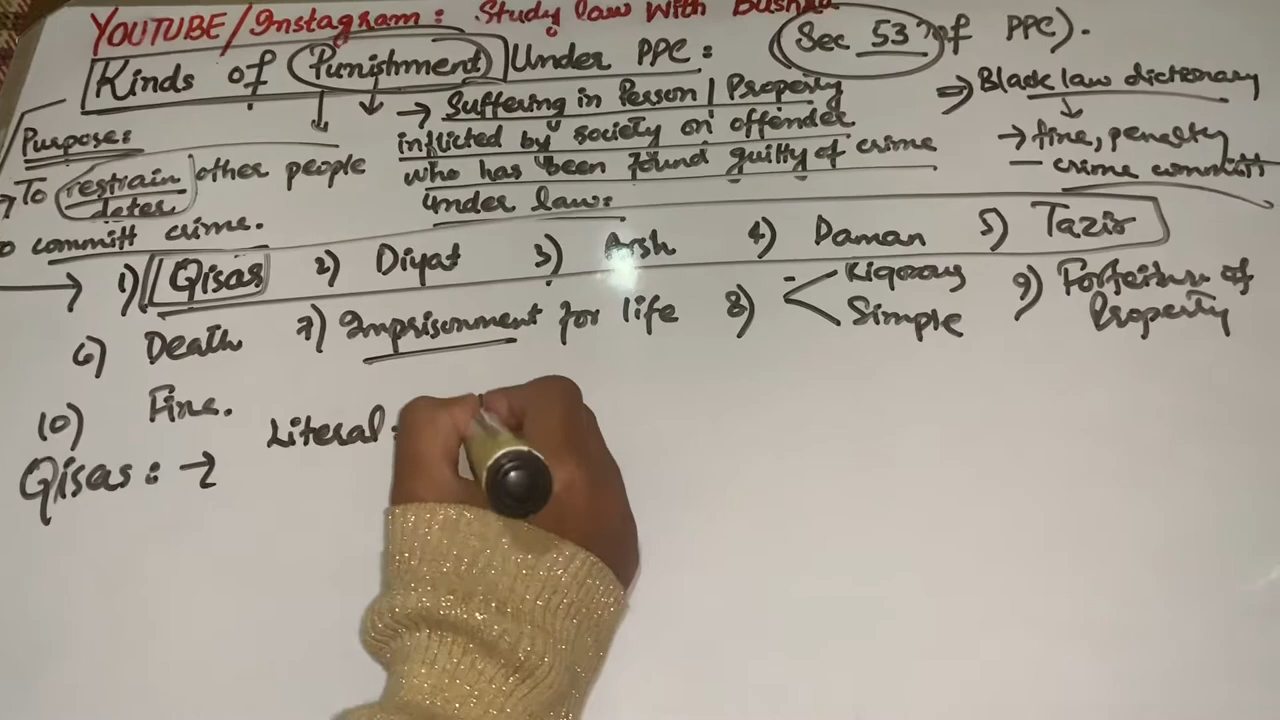 YOUTUBE/Instagram: Study law with Bushra
Kinds of Punishment Under PPC: (Sec 53 of PPC).
→ Suffering in Person / Property
inflicted by society on offender
who has been found guilty of crime
under law:
⇒ Black law dictionary
→ fine, penalty
— crime committ
Purpose:
→ To restrain other people
deter
to committ crime.
→ 1) Qisas 2) Diyat 3) Arsh 4) Daman 5) Tazir
6) Death 7) Imprisonment for life 8) Rigorous
Simple
9) Forfeiture of
Property
10) Fine.
Qisas: → Literal: